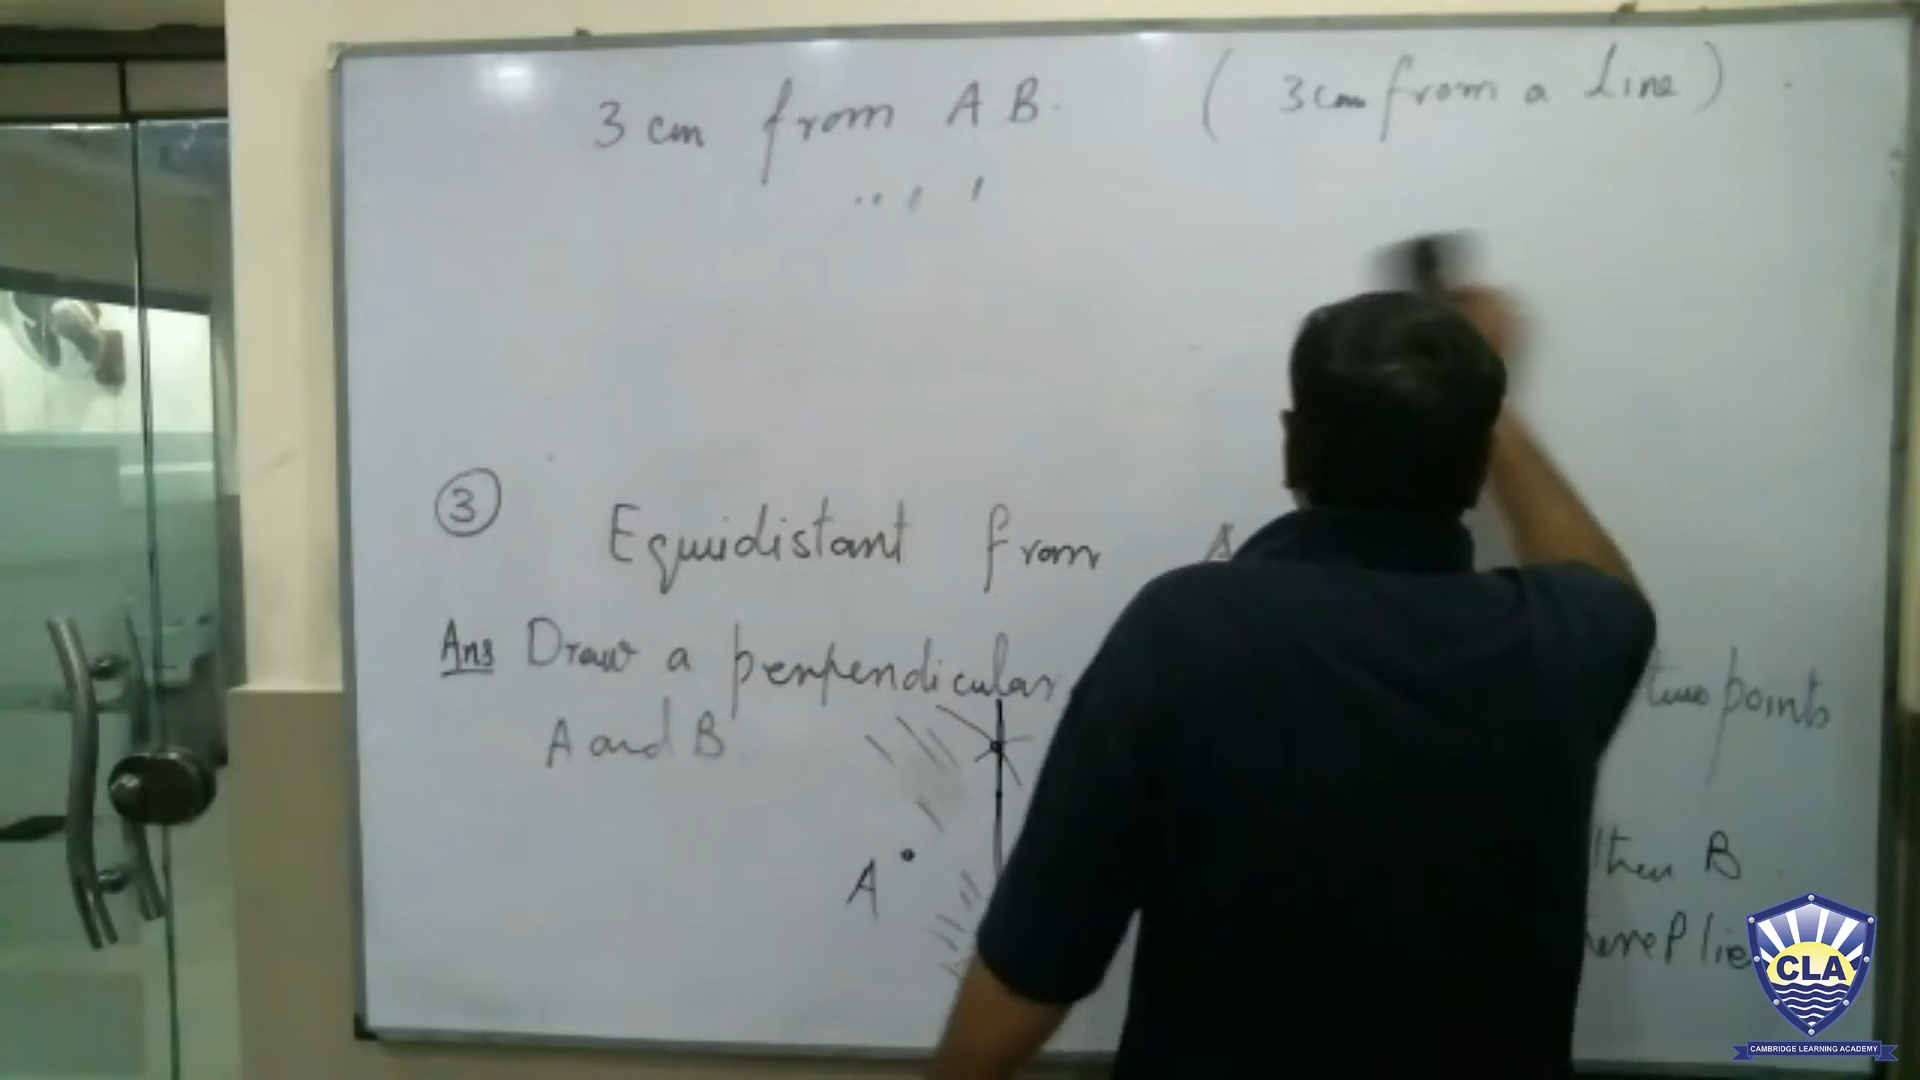 3 cm from A B. ( 3cm from a Line )
3 Equidistant from A
Ans Draw a perpendicular two points
A and B.
A
then B
P lie
CLA
CAMBRIDGE LEARNING ACADEMY